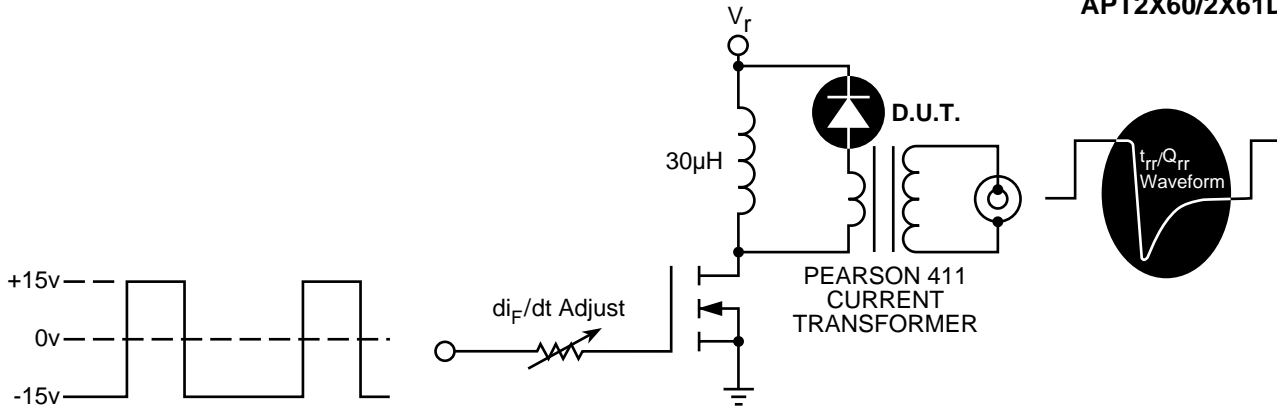 APT2X60/2X61D
Vr
D.U.T.
30µH
trr/Qrr
Waveform
PEARSON 411
CURRENT
TRANSFORMER
+15v
0v
-15v
diF/dt Adjust